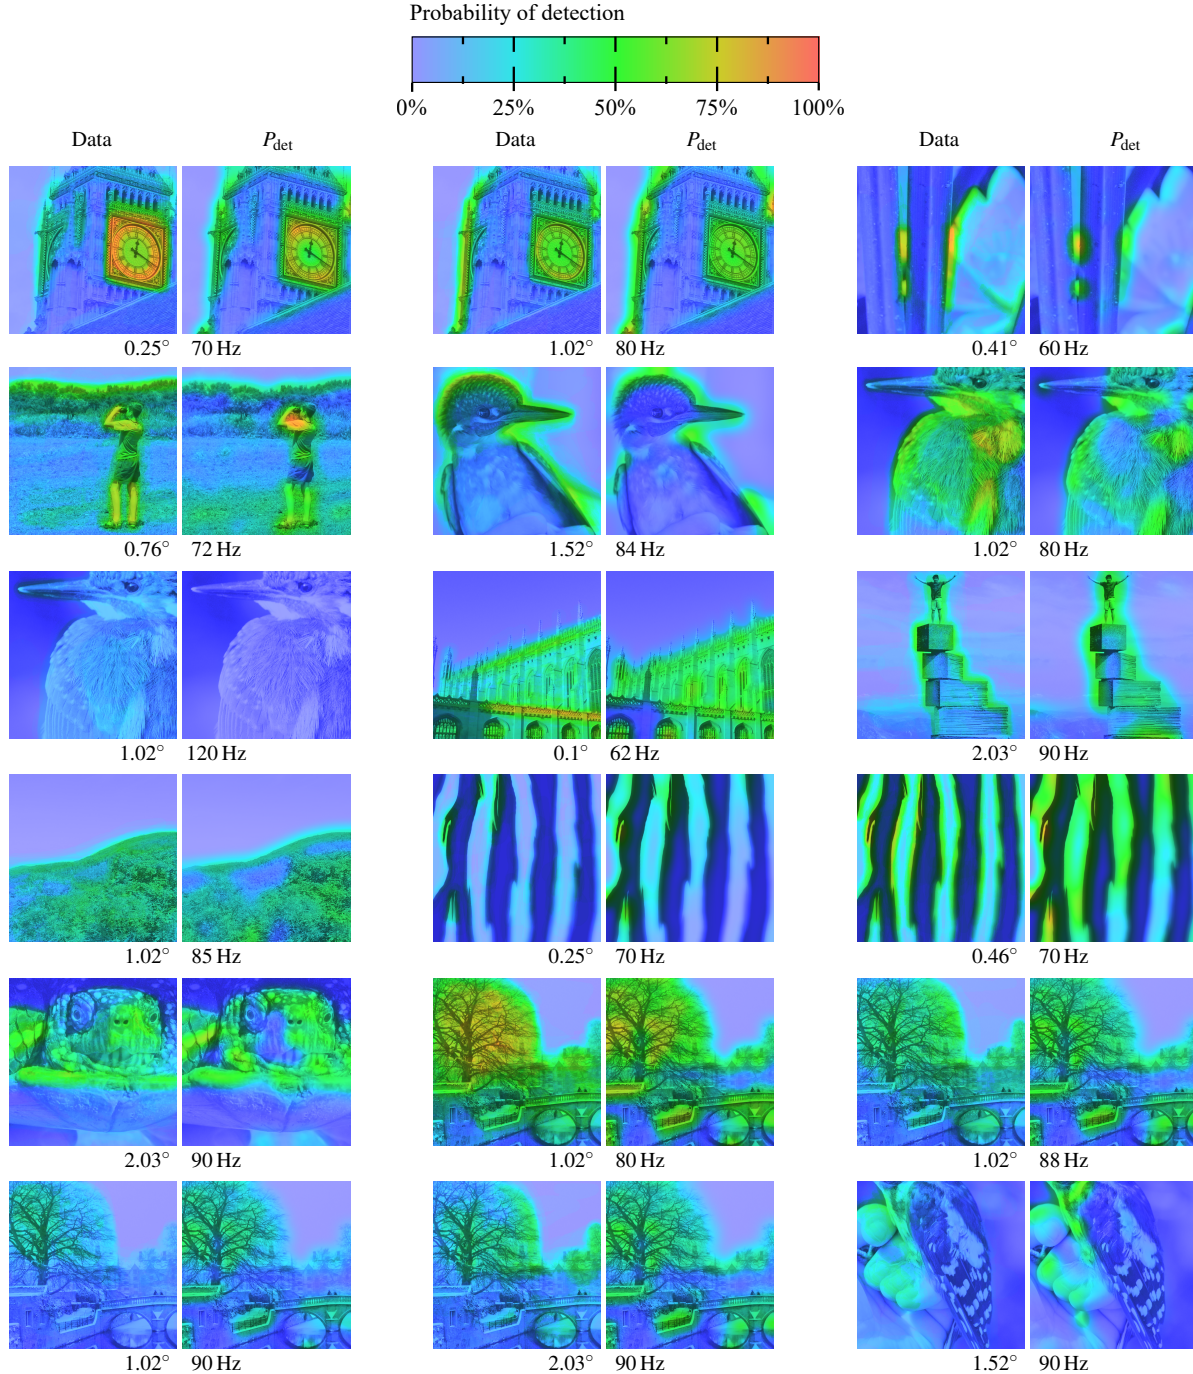 Probability of detection
0% 25% 50% 75% 100%
Data P_det Data P_det Data P_det
0.25° 70 Hz 1.02° 80 Hz 0.41° 60 Hz
0.76° 72 Hz 1.52° 84 Hz 1.02° 80 Hz
1.02° 120 Hz 0.1° 62 Hz 2.03° 90 Hz
1.02° 85 Hz 0.25° 70 Hz 0.46° 70 Hz
2.03° 90 Hz 1.02° 80 Hz 1.02° 88 Hz
1.02° 90 Hz 2.03° 90 Hz 1.52° 90 Hz